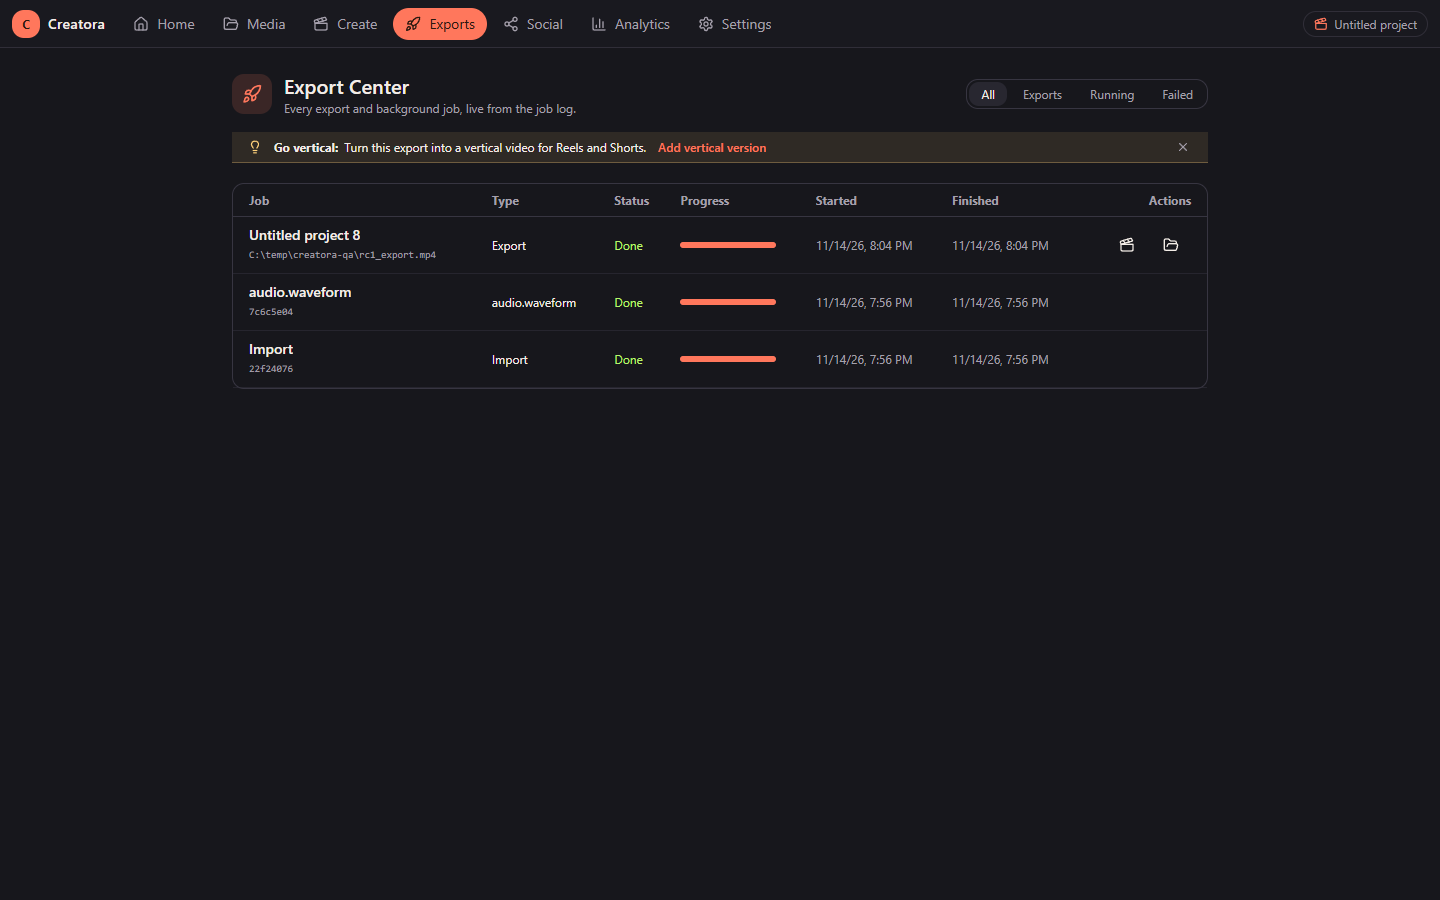 C Creatora Home Media Create Exports Social Analytics Settings Untitled project
Export Center
Every export and background job, live from the job log.
All Exports Running Failed
Go vertical: Turn this export into a vertical video for Reels and Shorts. Add vertical version
Job Type Status Progress Started Finished Actions
Untitled project 8
C:\temp\creatora-qa\rc1_export.mp4
Export Done 11/14/26, 8:04 PM 11/14/26, 8:04 PM
audio.waveform
7c6c5e04
audio.waveform Done 11/14/26, 7:56 PM 11/14/26, 7:56 PM
Import
22f24076
Import Done 11/14/26, 7:56 PM 11/14/26, 7:56 PM